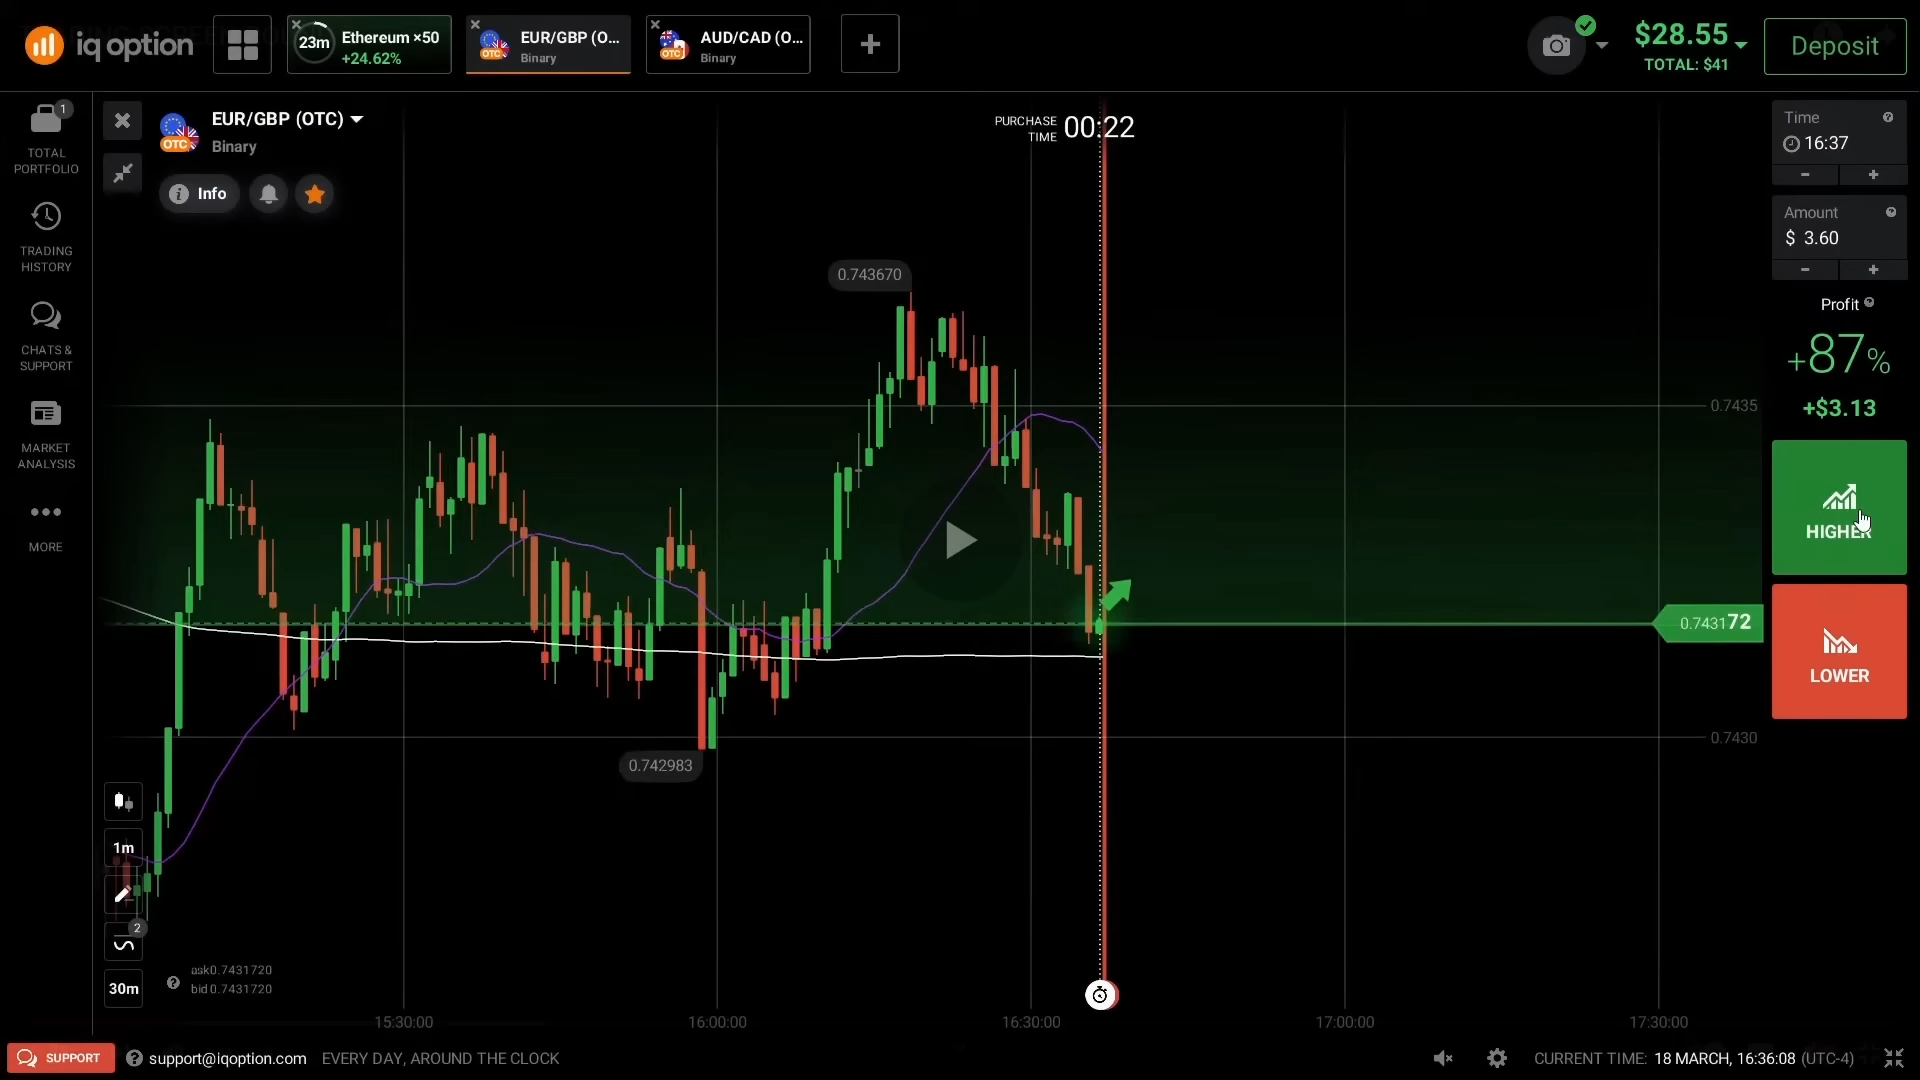 iq option
23m
Ethereum ×50
+24.62%
EUR/GBP (O...
Binary
OTC
AUD/CAD (O...
Binary
OTC
$28.55
TOTAL: $41
Deposit
1
TOTAL
PORTFOLIO
TRADING
HISTORY
CHATS &
SUPPORT
MARKET
ANALYSIS
MORE
EUR/GBP (OTC)
OTC
Binary
Info
PURCHASE
TIME
00:22
Time
16:37
Amount
$ 3.60
Profit
+87%
+$3.13
HIGHER
LOWER
0.743670
0.7435
0.743172
0.7430
0.742983
1m
2
30m
ask0.7431720
bid 0.7431720
15:30:00
16:00:00
16:30:00
17:00:00
17:30:00
SUPPORT
support@iqoption.com
EVERY DAY, AROUND THE CLOCK
CURRENT TIME: 18 MARCH, 16:36:08 (UTC-4)